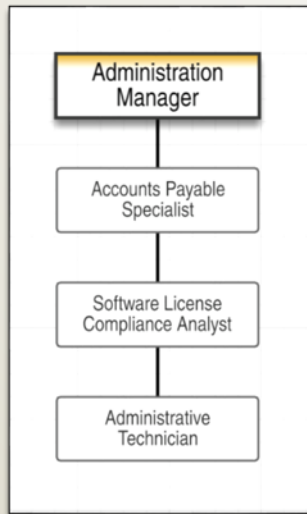 Administration
Manager
Accounts Payable
Specialist
Software License
Compliance Analyst
Administrative
Technician